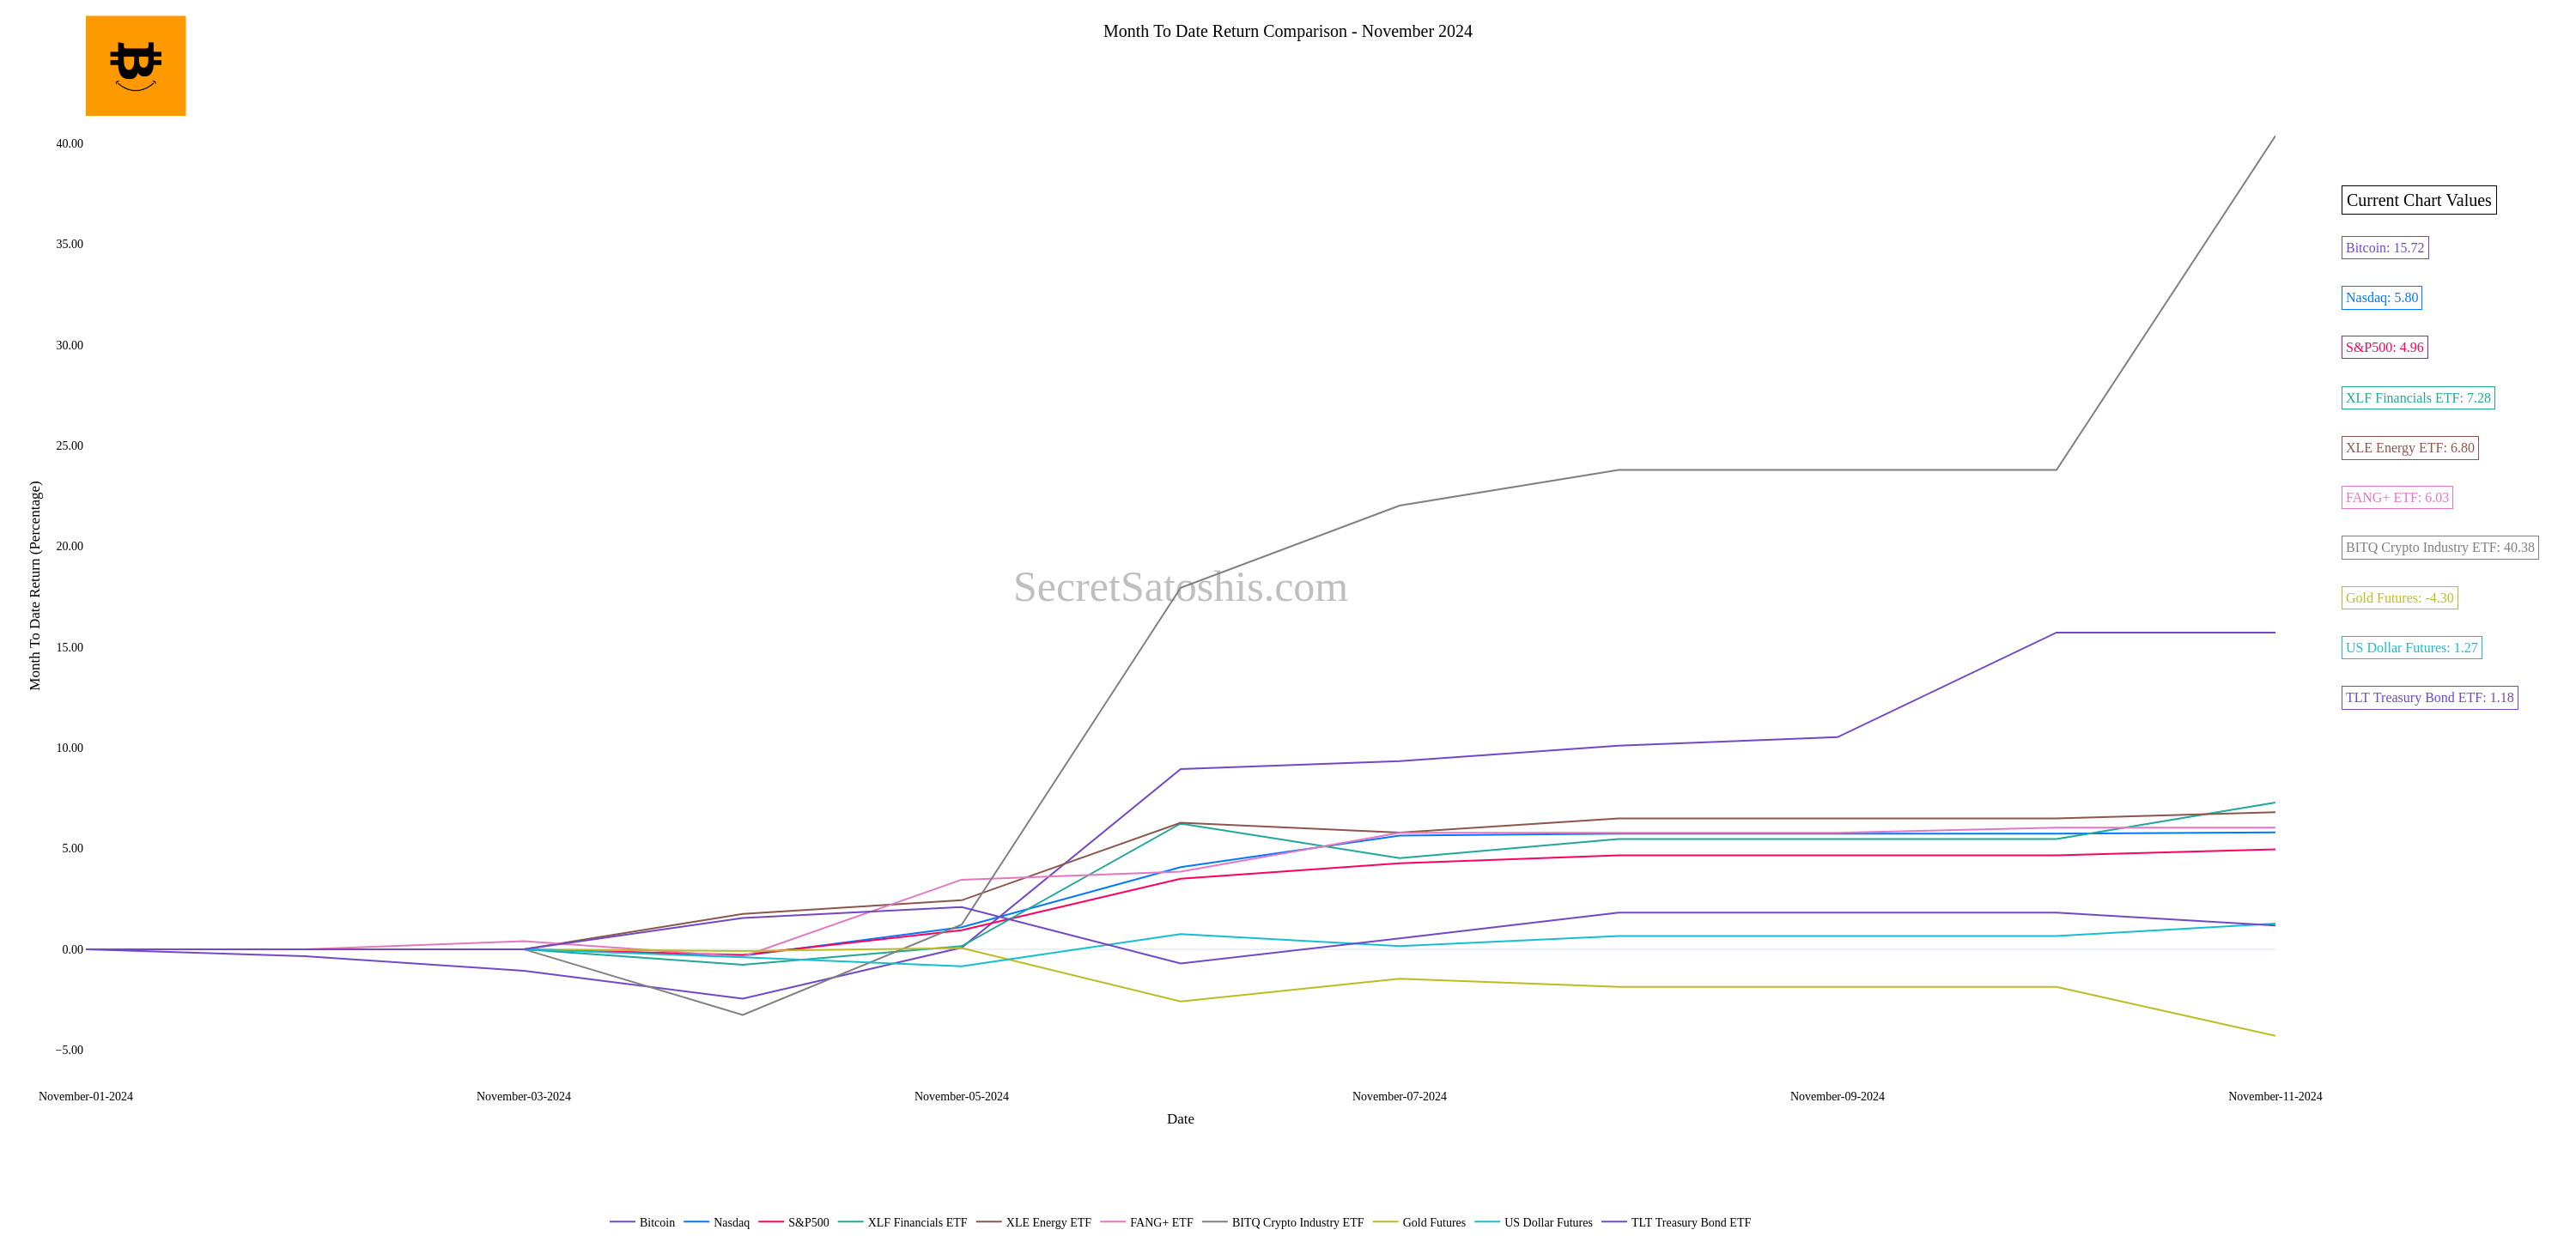 Month To Date Return Comparison - November 2024
40.00
35.00
30.00
25.00
20.00
15.00
10.00
5.00
0.00
−5.00
Month To Date Return (Percentage)
SecretSatoshis.com
Current Chart Values
Bitcoin: 15.72
Nasdaq: 5.80
S&P500: 4.96
XLF Financials ETF: 7.28
XLE Energy ETF: 6.80
FANG+ ETF: 6.03
BITQ Crypto Industry ETF: 40.38
Gold Futures: -4.30
US Dollar Futures: 1.27
TLT Treasury Bond ETF: 1.18
November-01-2024 November-03-2024 November-05-2024 November-07-2024 November-09-2024 November-11-2024
Date
Bitcoin Nasdaq S&P500 XLF Financials ETF XLE Energy ETF FANG+ ETF BITQ Crypto Industry ETF Gold Futures US Dollar Futures TLT Treasury Bond ETF